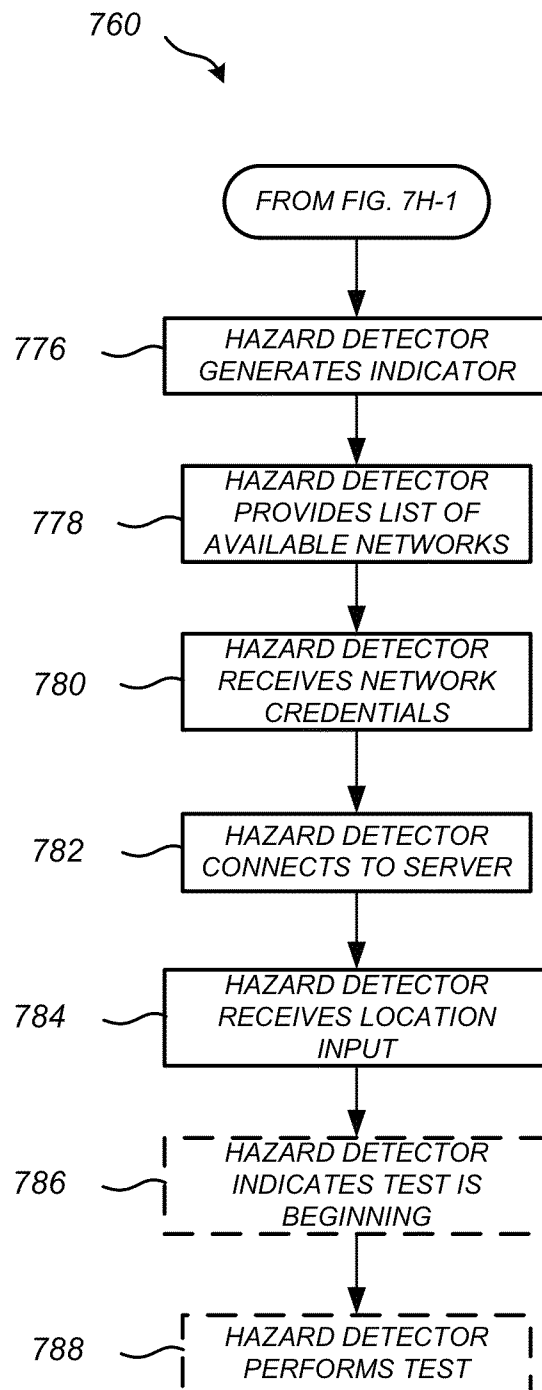 760
FROM FIG. 7H-1
776
HAZARD DETECTOR
GENERATES INDICATOR
778
HAZARD DETECTOR
PROVIDES LIST OF
AVAILABLE NETWORKS
780
HAZARD DETECTOR
RECEIVES NETWORK
CREDENTIALS
782
HAZARD DETECTOR
CONNECTS TO SERVER
784
HAZARD DETECTOR
RECEIVES LOCATION
INPUT
786
HAZARD DETECTOR
INDICATES TEST IS
BEGINNING
788
HAZARD DETECTOR
PERFORMS TEST